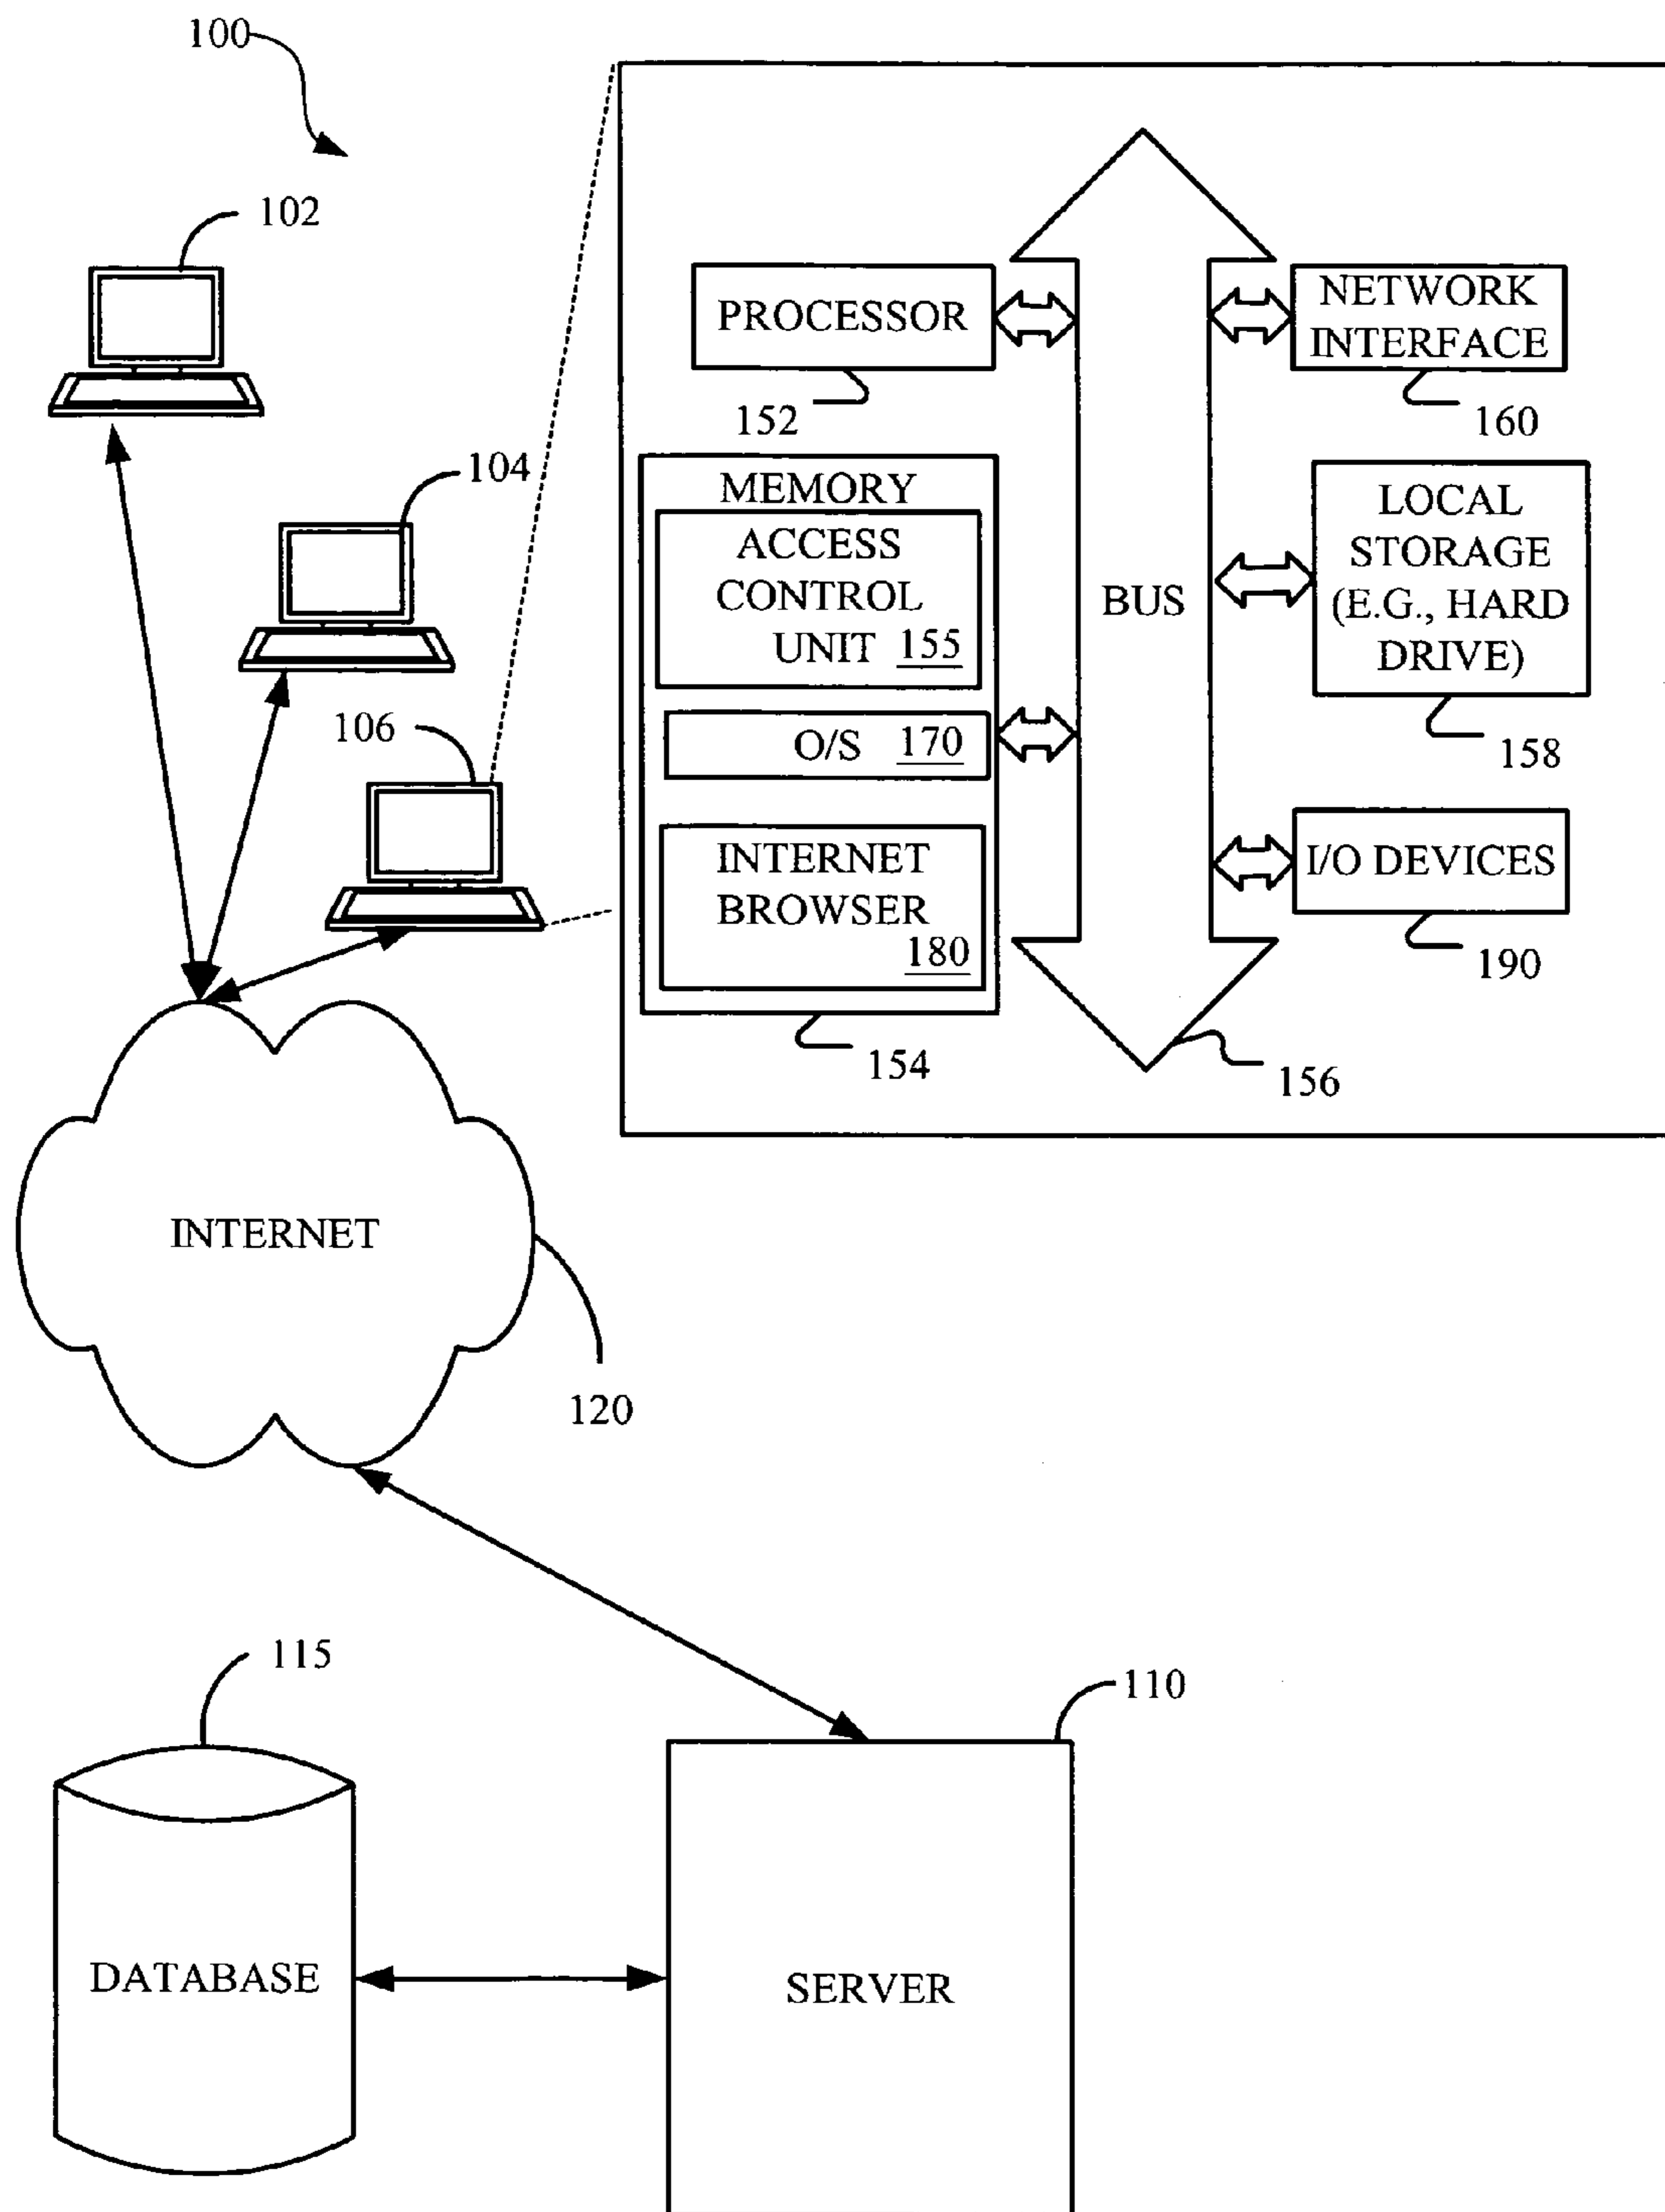 100
102
104
106
PROCESSOR
152
NETWORK
INTERFACE
160
MEMORY
ACCESS
CONTROL
UNIT 155
O/S 170
INTERNET
BROWSER
180
154
BUS
156
LOCAL
STORAGE
(E.G., HARD
DRIVE)
158
I/O DEVICES
190
INTERNET
120
115
DATABASE
110
SERVER